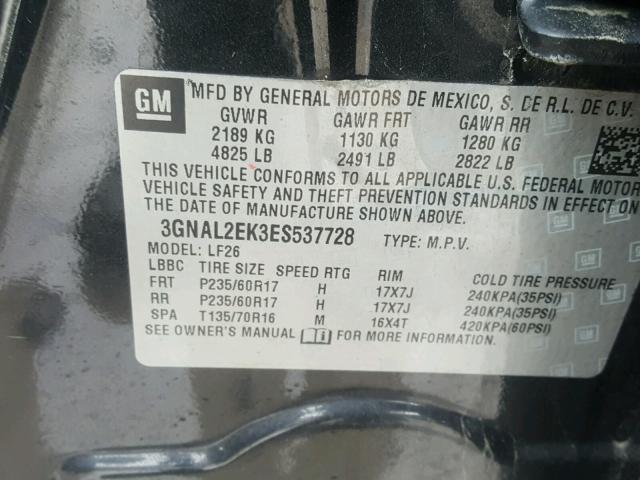 GM
MFD BY GENERAL MOTORS DE MEXICO, S. DE R.L. DE C.V.
GVWR GAWR FRT GAWR RR
2189 KG 1130 KG 1280 KG
4825 LB 2491 LB 2822 LB
THIS VEHICLE CONFORMS TO ALL APPLICABLE U.S. FEDERAL MOTOR
VEHICLE SAFETY AND THEFT PREVENTION STANDARDS IN EFFECT ON
THE DATE OF MANUFACTURE SHOWN ABOVE.
3GNAL2EK3ES537728 TYPE: M.P.V.
MODEL: LF26
LBBC TIRE SIZE SPEED RTG RIM COLD TIRE PRESSURE
FRT P235/60R17 H 17X7J 240KPA(35PSI)
RR P235/60R17 H 17X7J 240KPA(35PSI)
SPA T135/70R16 M 16X4T 420KPA(60PSI)
SEE OWNER'S MANUAL FOR MORE INFORMATION.